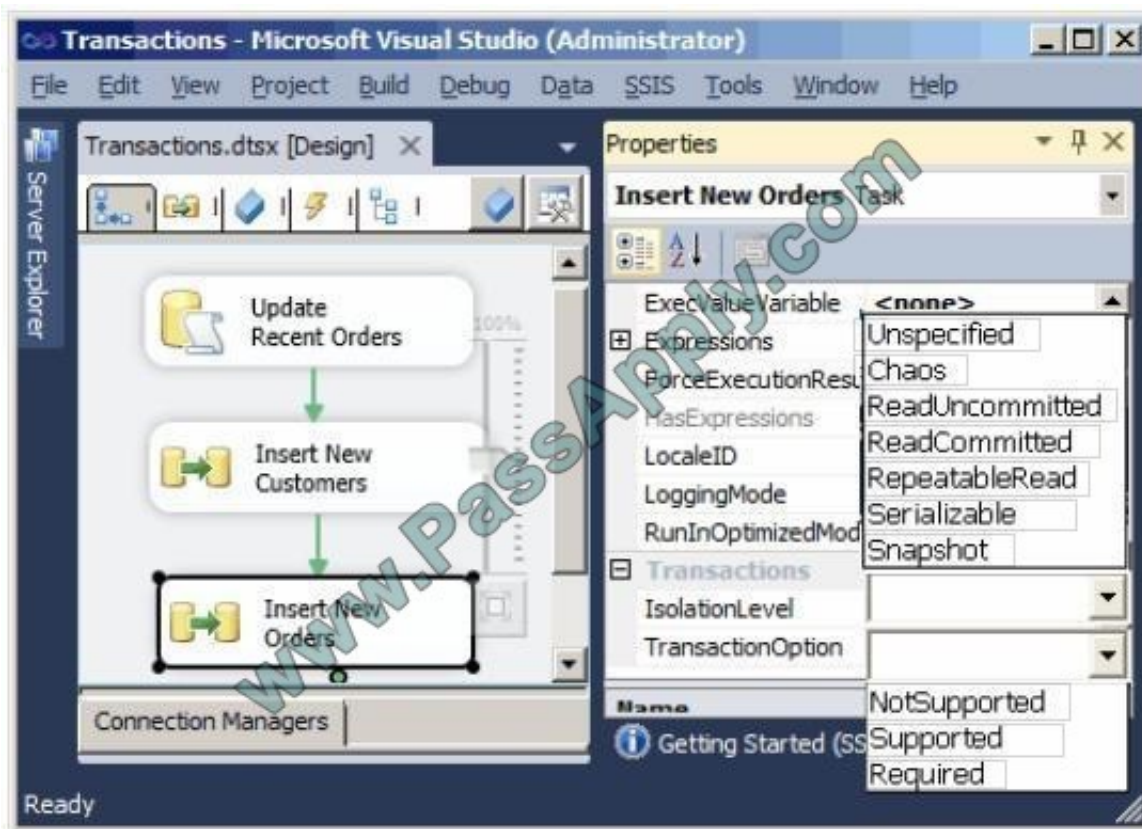 Transactions - Microsoft Visual Studio (Administrator)
File Edit View Project Build Debug Data SSIS Tools Window Help
Server Explorer
Transactions.dtsx [Design]
100%
Update
Recent Orders
Insert New
Customers
Insert New
Orders
Connection Managers
Properties
Insert New Orders Task
ExecValueVariable <none>
Expressions
ForceExecutionResu
HasExpressions
LocaleID
LoggingMode
RunInOptimizedMod
Unspecified
Chaos
ReadUncommitted
ReadCommitted
RepeatableRead
Serializable
Snapshot
Transactions
IsolationLevel
TransactionOption
NotSupported
Supported
Required
Name
Getting Started (SS
Ready
www.PassApply.com